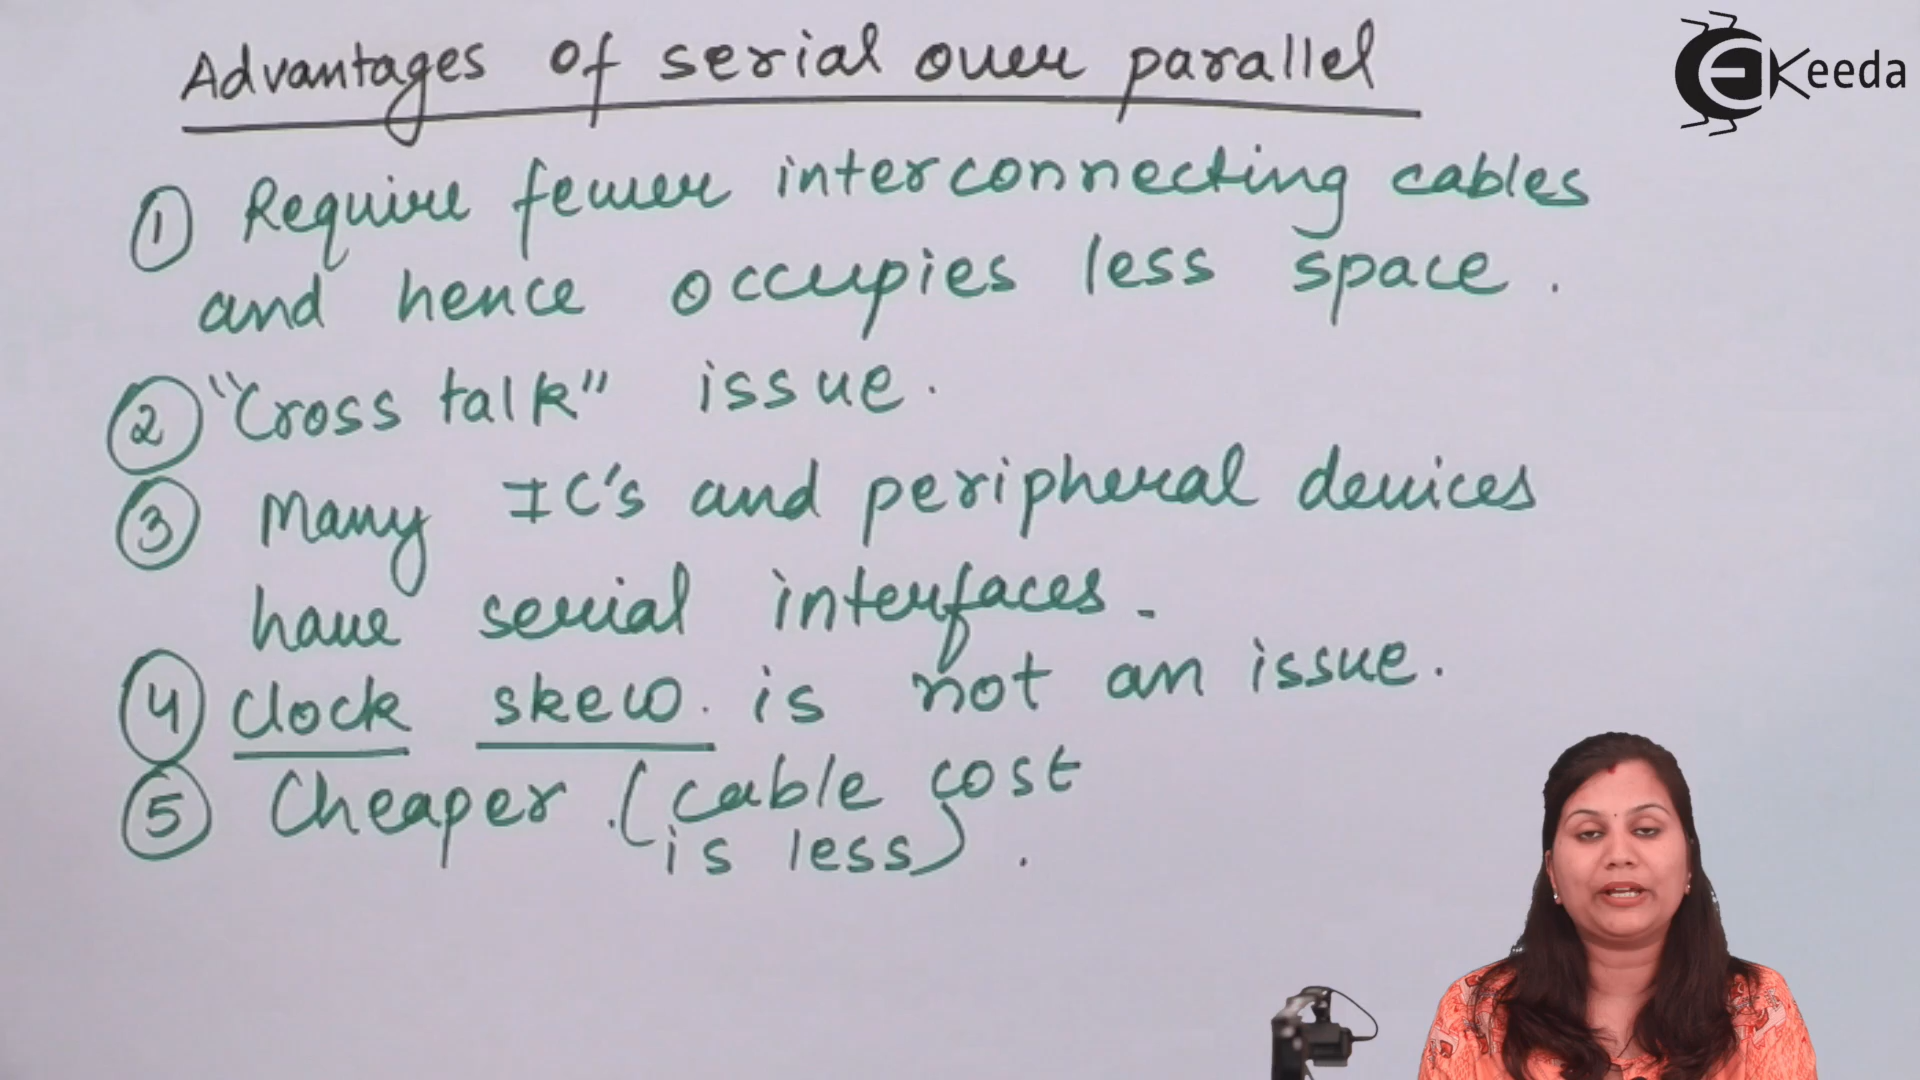 Advantages of serial over parallel
EKeeda
① Require fewer interconnecting cables
and hence occupies less space.
② "Cross talk" issue.
③ Many IC's and peripheral devices
have serial interfaces.
④ Clock skew. is not an issue.
⑤ Cheaper. (cable cost
is less).